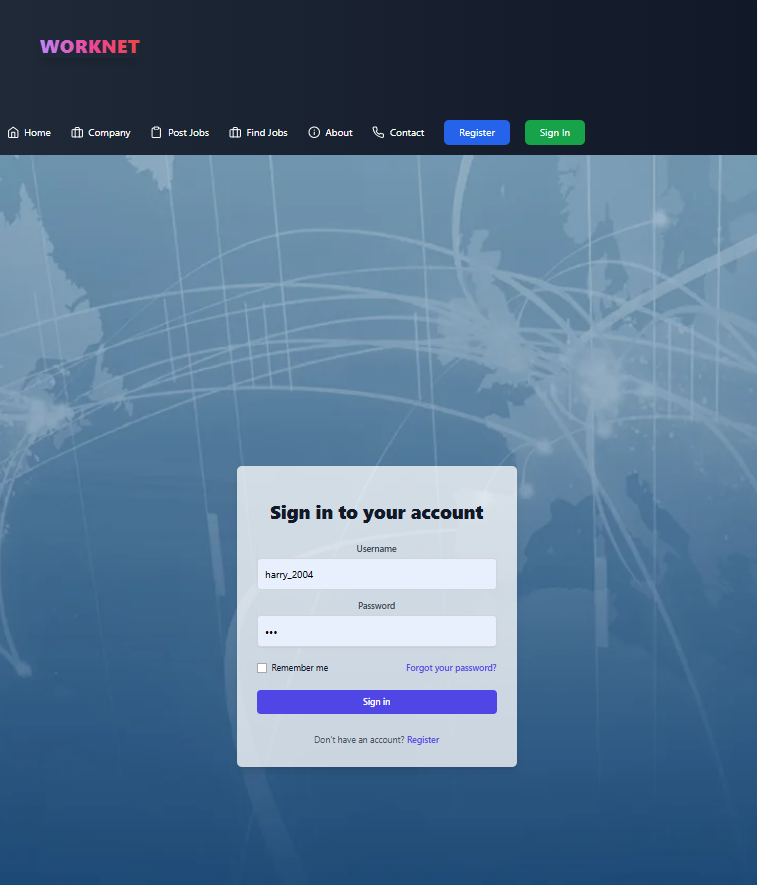 WORKNET
Home Company Post Jobs Find Jobs About Contact Register Sign In
Sign in to your account
Username
harry_2004
Password
•••
Remember me Forgot your password?
Sign in
Don't have an account? Register